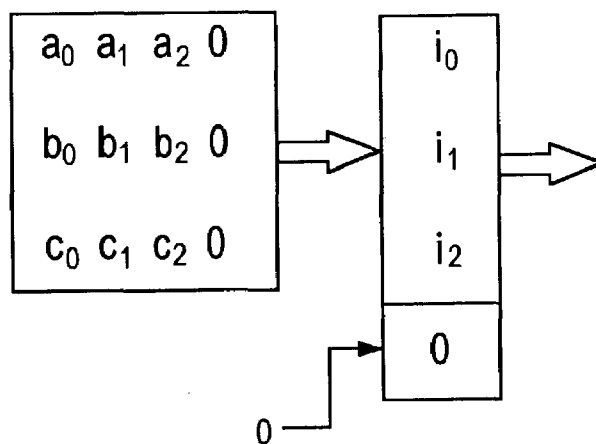 a₀ a₁ a₂ 0
b₀ b₁ b₂ 0
c₀ c₁ c₂ 0
i₀
i₁
i₂
0
0